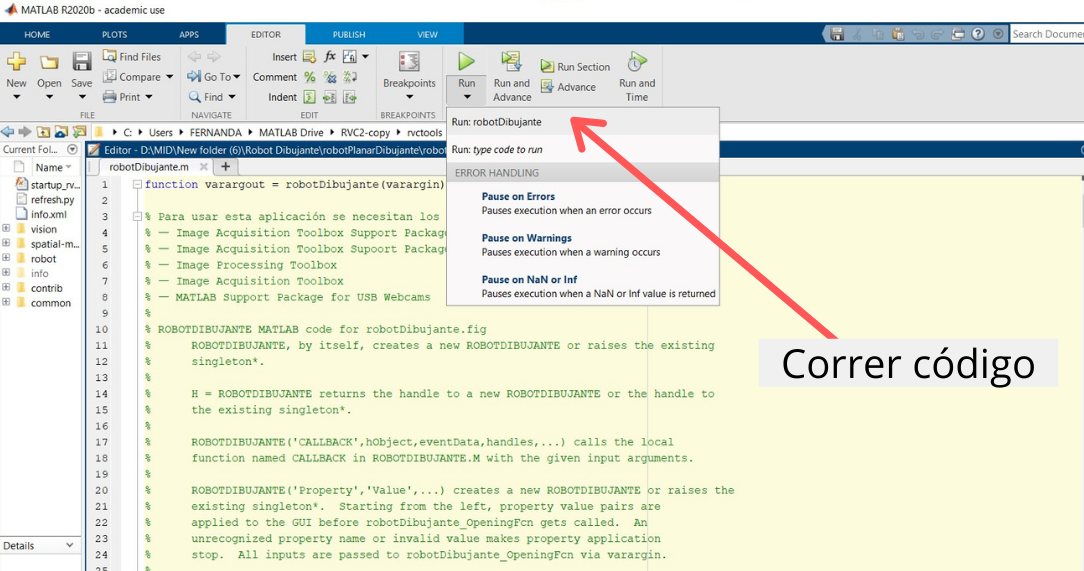 MATLAB R2020b - academic use
HOME PLOTS APPS EDITOR PUBLISH VIEW
Search Documen
New Open Save
Find Files
Compare
Print
FILE
Go To
Find
NAVIGATE
Insert fx
Comment
Indent
EDIT
Breakpoints
BREAKPOINTS
Run
Run and Advance
Run Section
Advance
Run and Time
C: Users FERNANDA MATLAB Drive RVC2-copy rvctools
Current Fol...
Editor - D:\MID\New folder (6)\Robot Dibujante\robotPlanarDibujante\robot
Name
startup_rv...
refresh.py
info.xml
vision
spatial-m...
robot
info
contrib
common
Details
robotDibujante.m
Run: robotDibujante
Run: type code to run
ERROR HANDLING
Pause on Errors
Pauses execution when an error occurs
Pause on Warnings
Pauses execution when a warning occurs
Pause on NaN or Inf
Pauses execution when a NaN or Inf value is returned
Correr código
1 function varargout = robotDibujante(varargin)
2
3 % Para usar esta aplicación se necesitan los
4 % — Image Acquisition Toolbox Support Package
5 % — Image Acquisition Toolbox Supoort Package
6 % — Image Processing Toolbox
7 % — Image Acquisition Toolbox
8 % — MATLAB Support Package for USB Webcams
9 %
10 % ROBOTDIBUJANTE MATLAB code for robotDibujante.fig
11 % ROBOTDIBUJANTE, by itself, creates a new ROBOTDIBUJANTE or raises the existing
12 % singleton*.
13 %
14 % H = ROBOTDIBUJANTE returns the handle to a new ROBOTDIBUJANTE or the handle to
15 % the existing singleton*.
16 %
17 % ROBOTDIBUJANTE('CALLBACK',hObject,eventData,handles,...) calls the local
18 % function named CALLBACK in ROBOTDIBUJANTE.M with the given input arguments.
19 %
20 % ROBOTDIBUJANTE('Property','Value',...) creates a new ROBOTDIBUJANTE or raises the
21 % existing singleton*.  Starting from the left, property value pairs are
22 % applied to the GUI before robotDibujante_OpeningFcn gets called.  An
23 % unrecognized property name or invalid value makes property application
24 % stop.  All inputs are passed to robotDibujante_OpeningFcn via varargin.
25 %